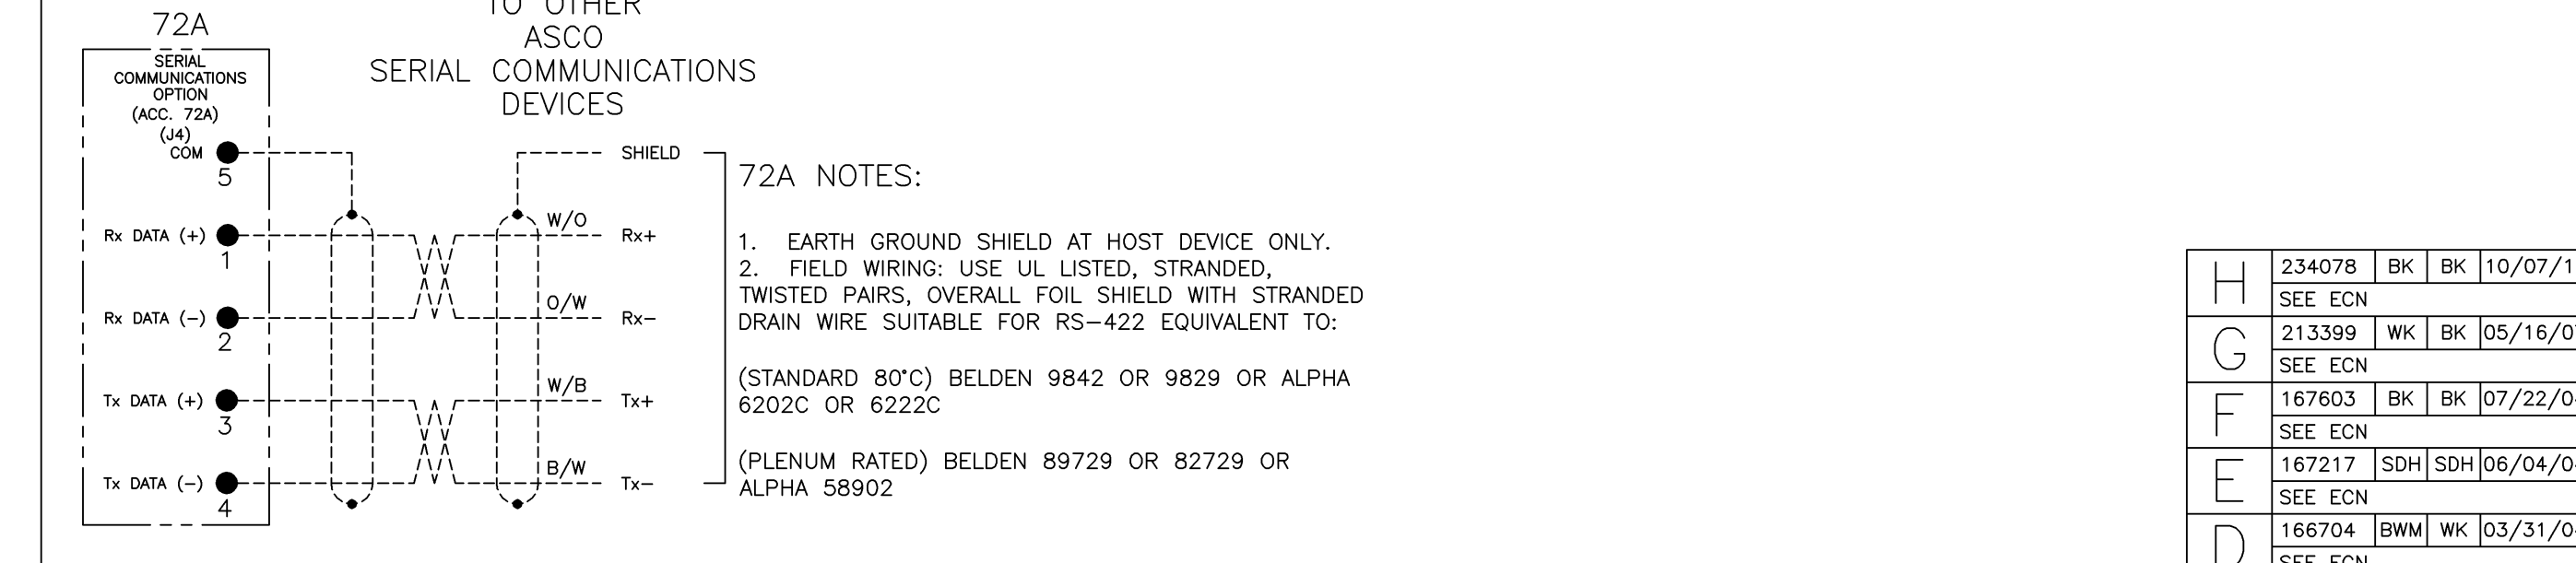 72A
SERIAL
COMMUNICATIONS
OPTION
(ACC. 72A)
(J4)
COM
5
Rx DATA (+)
1
Rx DATA (−)
2
Tx DATA (+)
3
Tx DATA (−)
4
TO OTHER
ASCO
SERIAL COMMUNICATIONS
DEVICES
SHIELD
W/O
Rx+
O/W
Rx−
W/B
Tx+
B/W
Tx−
72A NOTES:
1. EARTH GROUND SHIELD AT HOST DEVICE ONLY.
2. FIELD WIRING: USE UL LISTED, STRANDED,
TWISTED PAIRS, OVERALL FOIL SHIELD WITH STRANDED
DRAIN WIRE SUITABLE FOR RS−422 EQUIVALENT TO:
(STANDARD 80°C) BELDEN 9842 OR 9829 OR ALPHA
6202C OR 6222C
(PLENUM RATED) BELDEN 89729 OR 82729 OR
ALPHA 58902
H 234078 BK BK
SEE ECN
G 213399 WK BK
SEE ECN
F 167603 BK BK
SEE ECN
E 167217 SDH SDH
SEE ECN
D 166704 BWM WK
SEE ECN